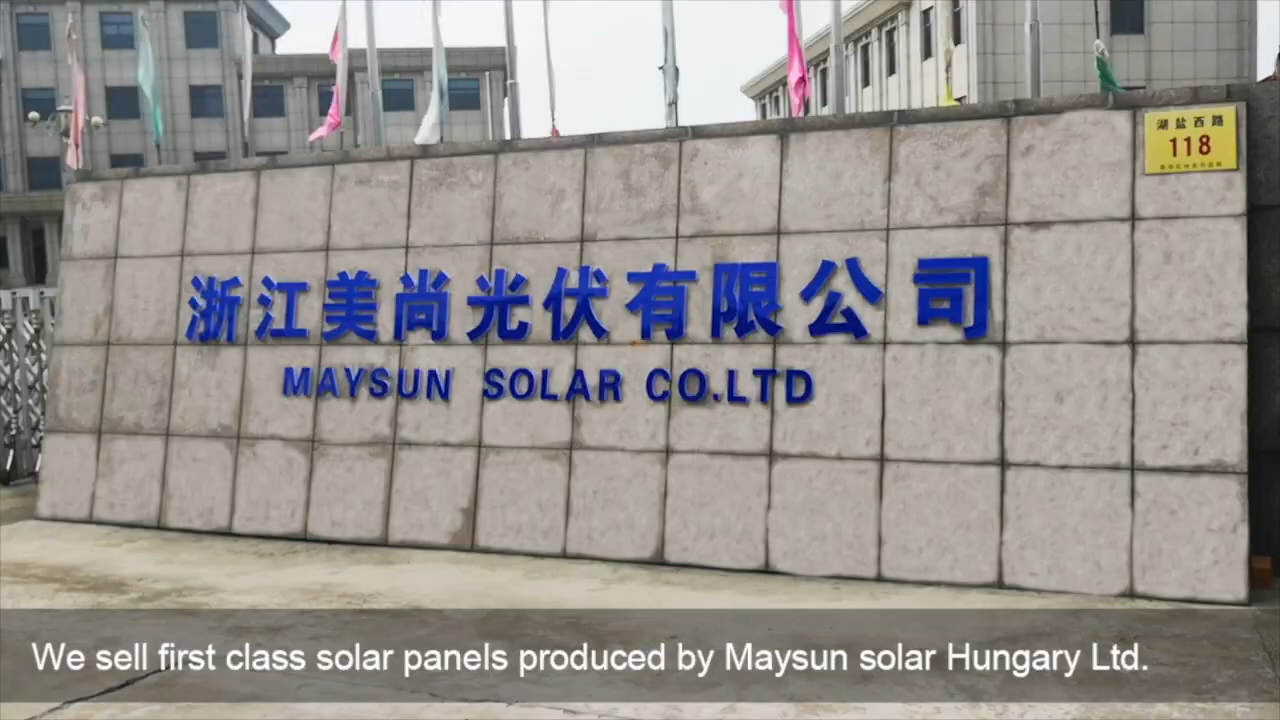 湖盐西路
118
浙江美尚光伏有限公司
MAYSUN SOLAR CO.LTD
We sell first class solar panels produced by Maysun solar Hungary Ltd.